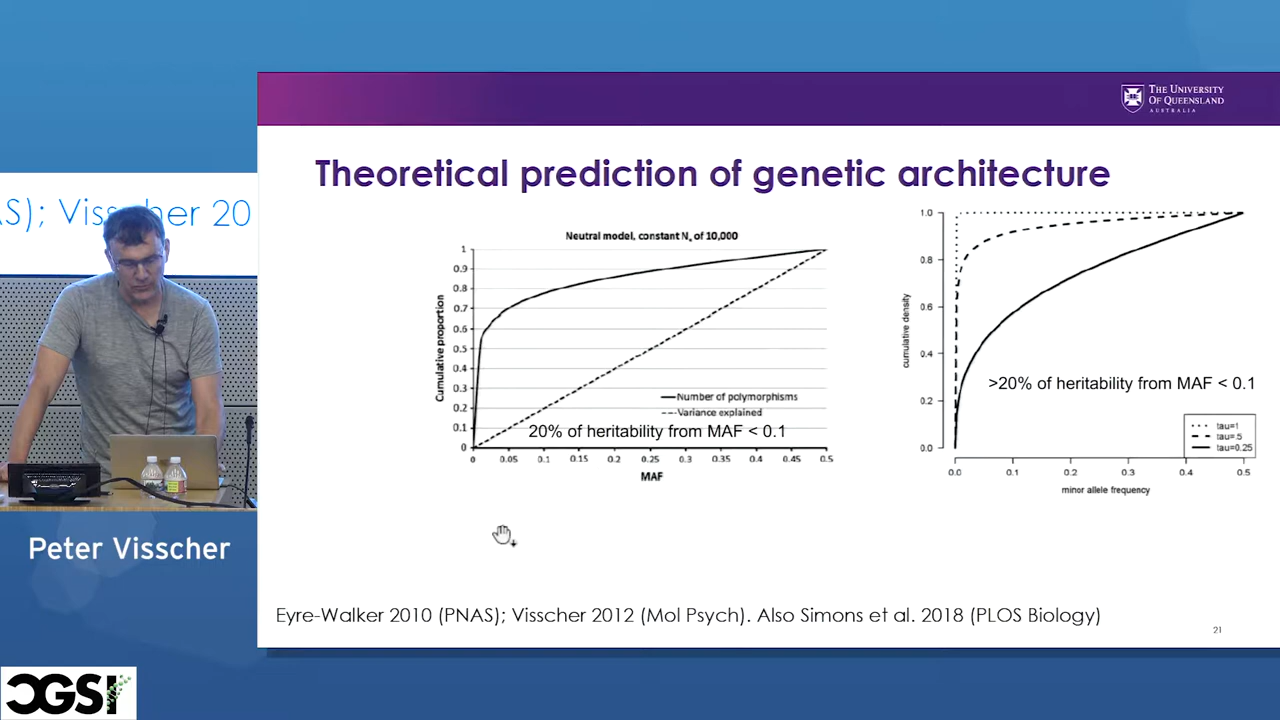 THE UNIVERSITY
OF QUEENSLAND
AUSTRALIA
Theoretical prediction of genetic architecture
AS); Visscher 20
Neutral model, constant Ne of 10,000
Cumulative proportion
1
0.9
0.8
0.7
0.6
0.5
0.4
0.3
0.2
0.1
0
Number of polymorphisms
Variance explained
20% of heritability from MAF < 0.1
0 0.05 0.1 0.15 0.2 0.25 0.3 0.35 0.4 0.45 0.5
MAF
cumulative density
1.0
0.8
0.6
0.4
0.2
0.0
>20% of heritability from MAF < 0.1
tau=1
tau=.5
tau=0.25
0.0 0.1 0.2 0.3 0.4 0.5
minor allele frequency
Peter Visscher
Eyre-Walker 2010 (PNAS); Visscher 2012 (Mol Psych). Also Simons et al. 2018 (PLOS Biology)
21
CGSI